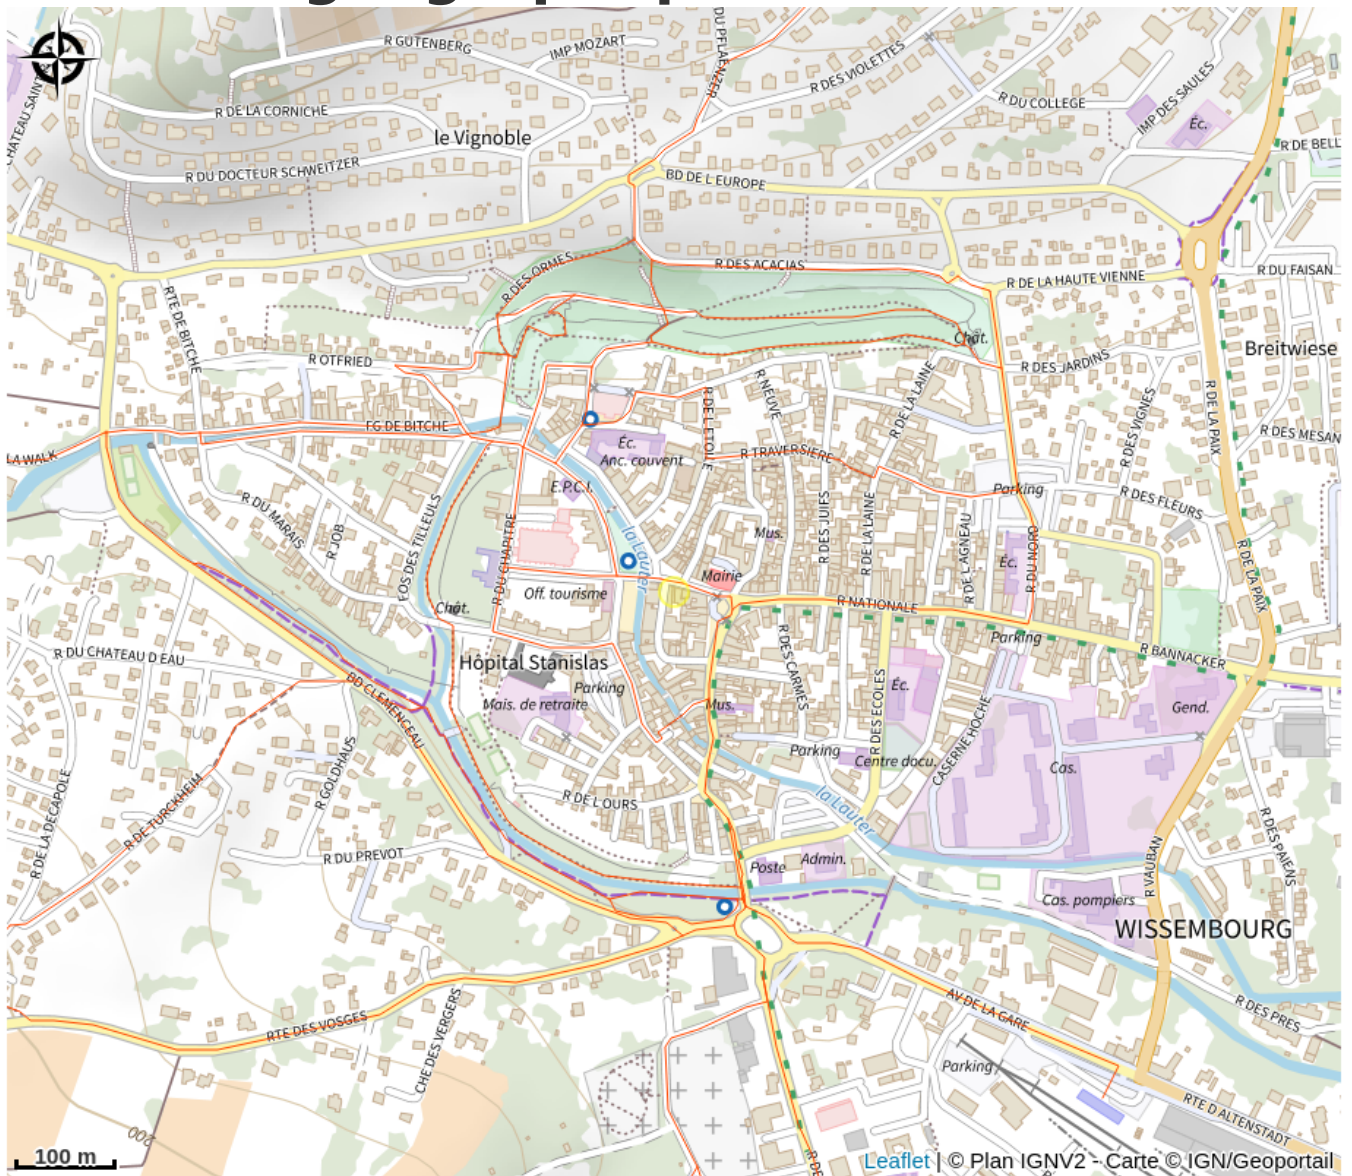 R GUTENBERG
IMP MOZART
DU PFLAENZER
R DES VIOLETTES
R DU COLLEGE
IMP DES SAULES
Éc.
R DE BELL
R DE LA CORNICHE
le Vignoble
R DU DOCTEUR SCHWEITZER
BD DE L EUROPE
R DES ORMES
R DES ACACIAS
R DE LA HAUTE VIENNE
R DU FAISAN
RTE DE BITCHE
Chât.
R DES JARDINS
Breitwiese
R OTFRIED
R NEUVE
R DE L ETOILE
R DE LA LAINE
R DES VIGNES
R DE LA PAIX
FG DE BITCHE
R DES MESAN
LA WALK
Éc.
Anc. couvent
R TRAVERSIERE
E.P.C.I.
Parking
R DES FLEURS
R DU MARAIS
R JOB
FOS DES TILLEULS
R DU CHAPITRE
la Lauter
Mus.
R DES JUIFS
R DE LA LAINE
R DE L AGNEAU
R DU NORD
Éc.
R DE LA PAIX
Mairie
Off. tourisme
Chât.
R NATIONALE
Parking
R BANNACKER
R DU CHATEAU D EAU
Hôpital Stanislas
Parking
Mais. de retraite
Mus.
R DES CARMES
R DES ECOLES
Éc.
Gend.
BD CLEMENCEAU
R GOLDHAUS
Parking
Centre docu.
CASERNE HOCHE
Cas.
R DE LA DECAPOLE
R DE TURCKHEIM
R DE L OURS
la Lauter
R DU PREVOT
Poste
Admin.
R VAUBAN
R DES PAIENS
Cas. pompiers
WISSEMBOURG
RTE DES VOSGES
CHE DES VERGERS
AV DE LA GARE
R DES PRES
Parking
RTE D ALTENSTADT
200
100 m
Leaflet | © Plan IGNV2 - Carte © IGN/Geoportail